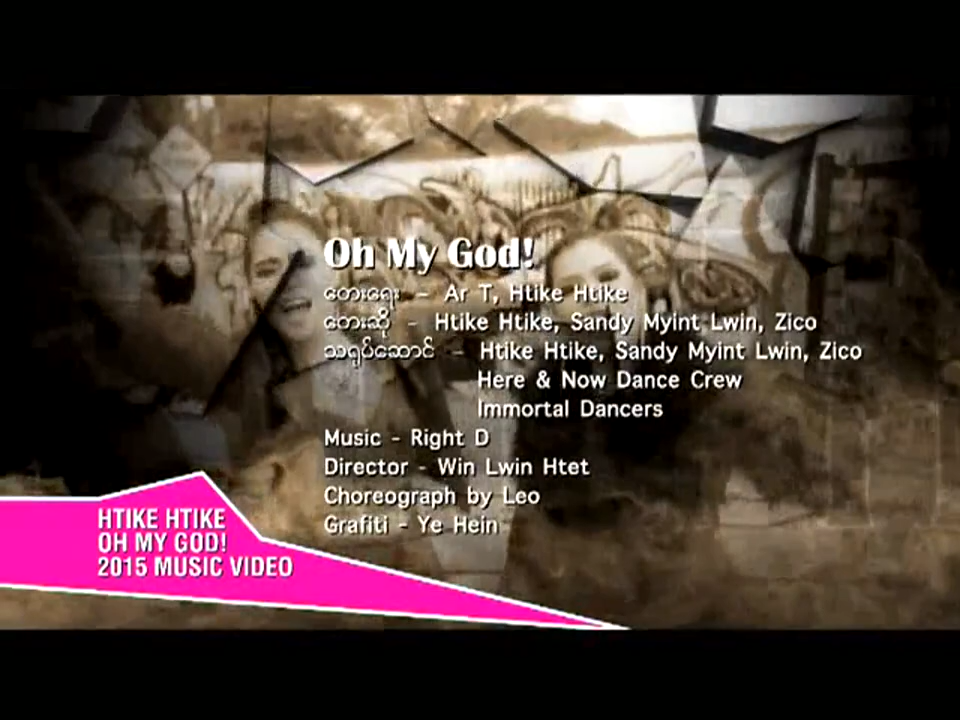 Oh My God!
တေးရေး - Ar T, Htike Htike
တေးဆို - Htike Htike, Sandy Myint Lwin, Zico
သရုပ်ဆောင် - Htike Htike, Sandy Myint Lwin, Zico
Here & Now Dance Crew
Immortal Dancers
Music - Right D
Director - Win Lwin Htet
Choreograph by Leo
Grafiti - Ye Hein
HTIKE HTIKE
OH MY GOD!
2015 MUSIC VIDEO